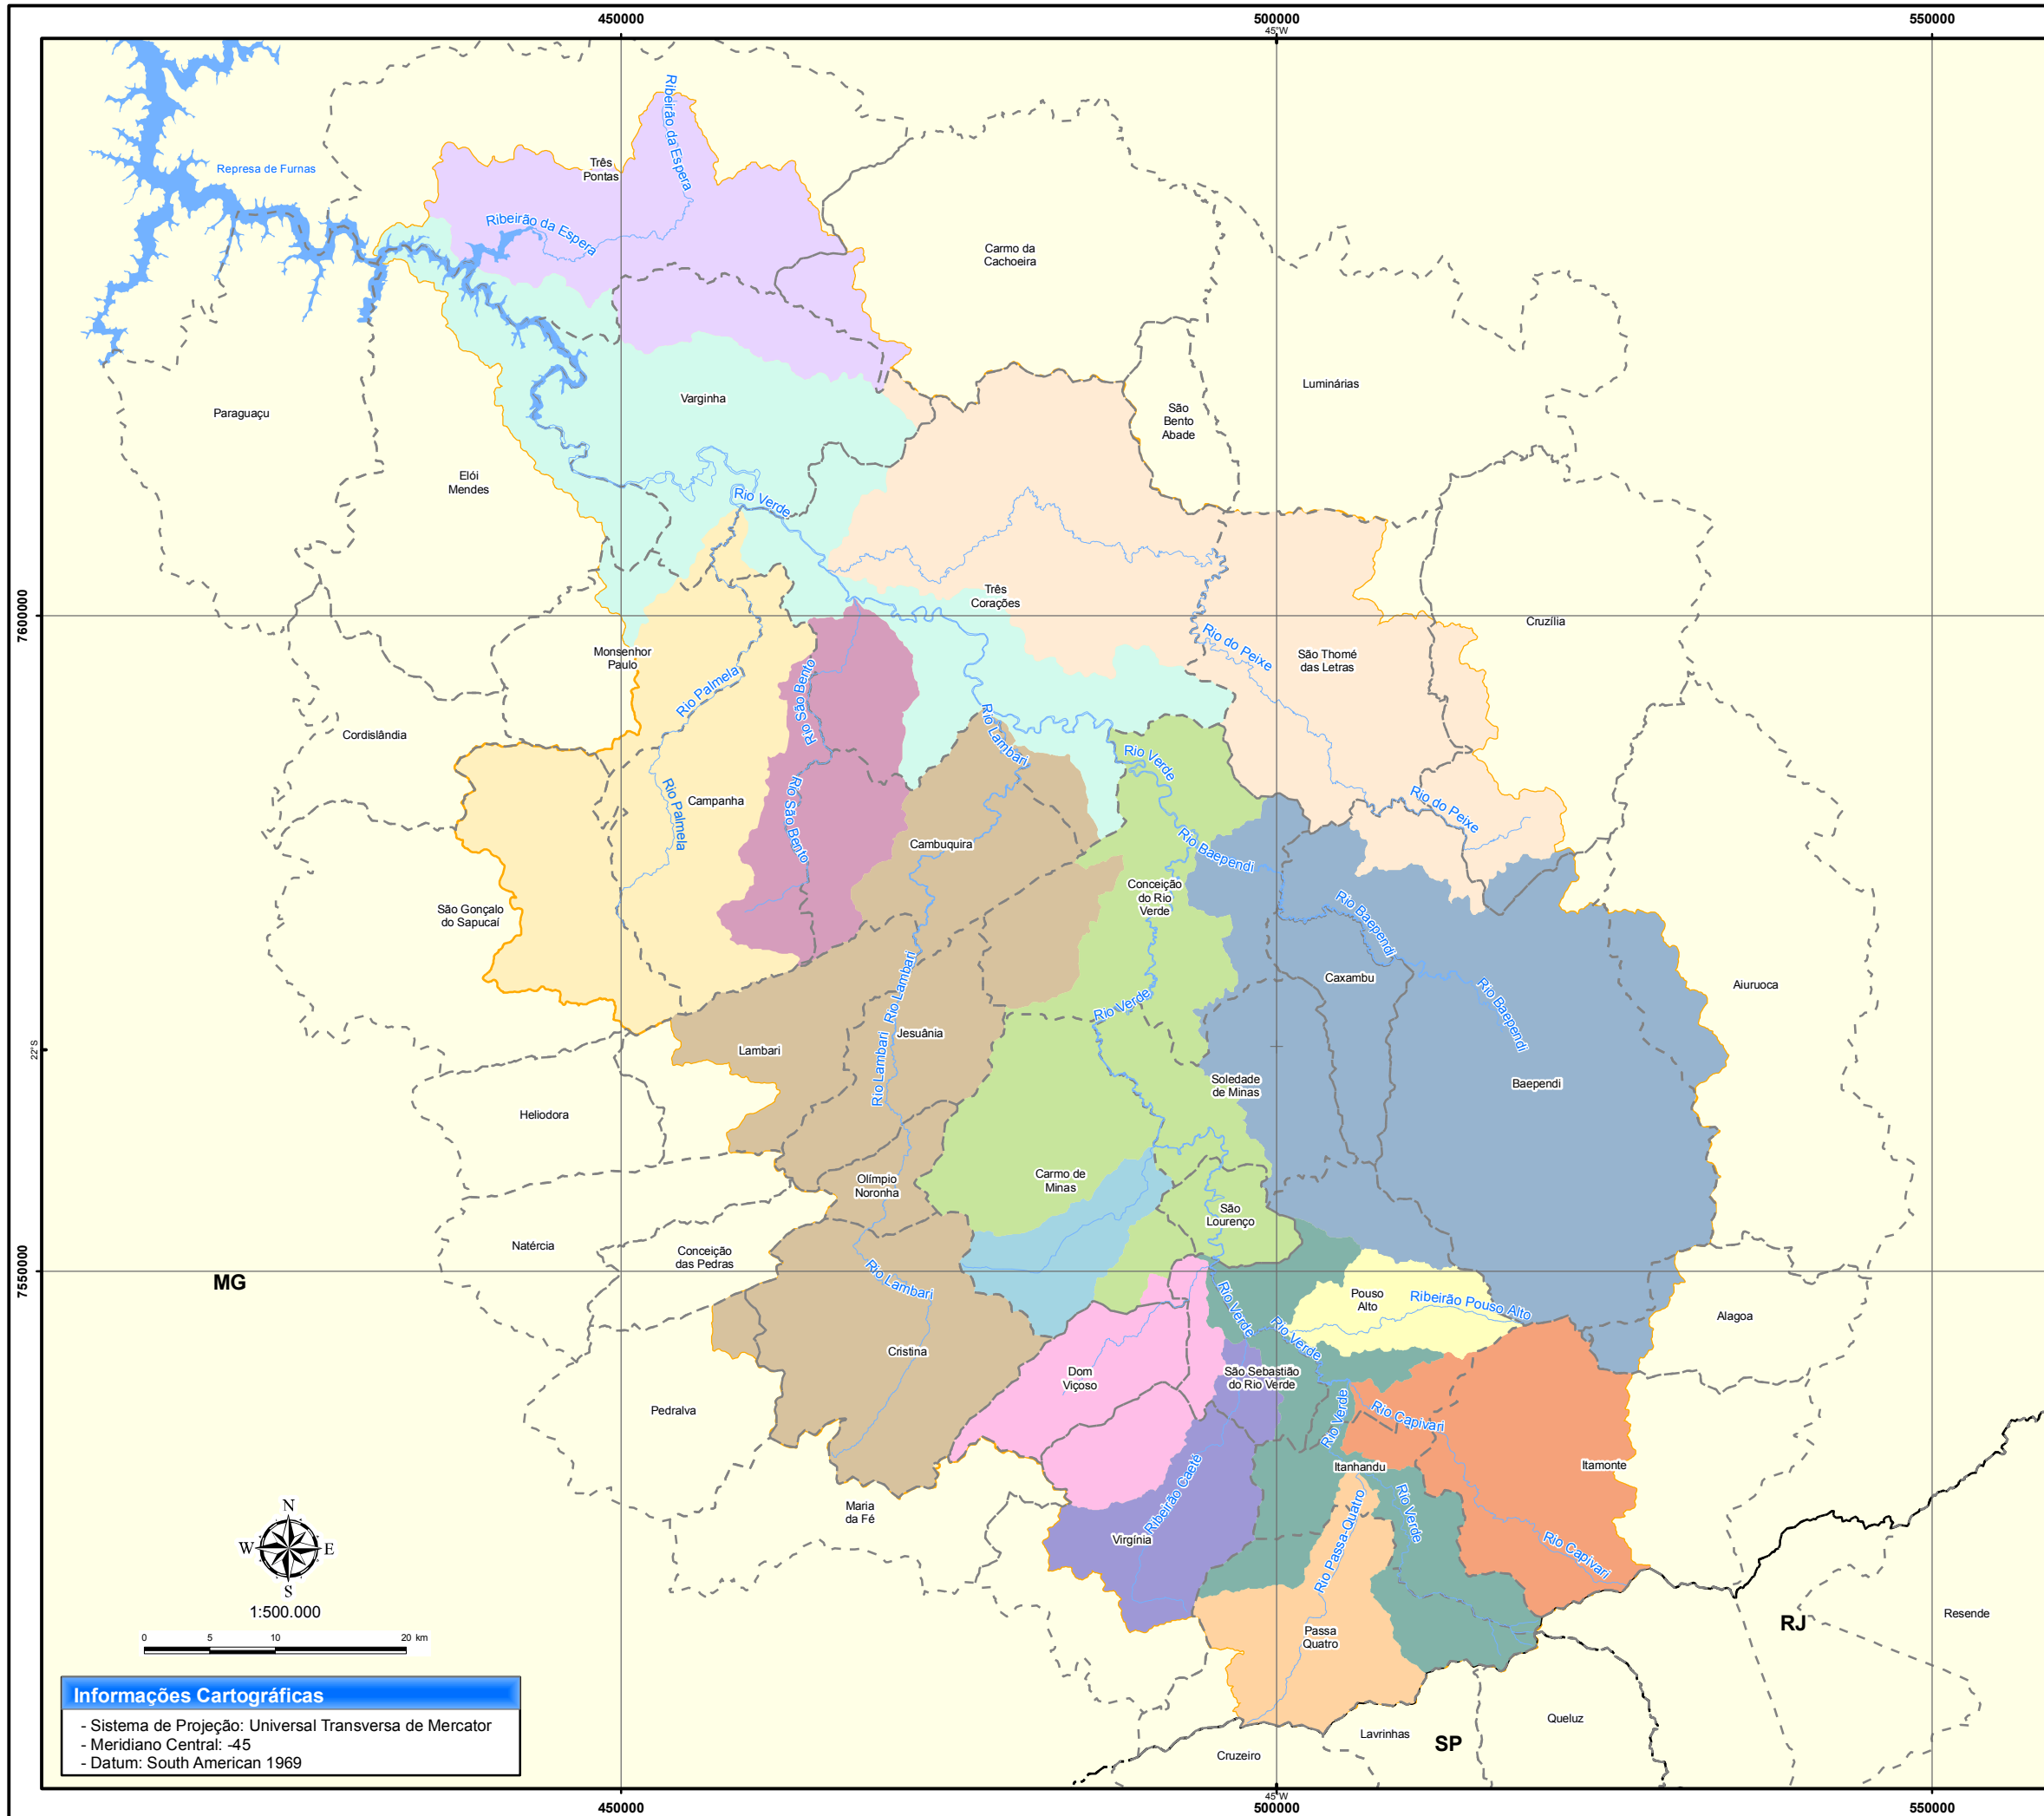 450000
500000
550000
45°W
Ribeirão da Espera
Três
Pontas
Represa de Furnas
Ribeirão da Espera
Carmo da
Cachoeira
Luminárias
Varginha
São
Bento
Abade
Paraguaçu
Elói
Mendes
Rio Verde
7600000
Três
Corações
Cruzília
Rio do Peixe
São Thomé
das Letras
Monsenhor
Paulo
Rio Palmela
Rio São Bento
Cordislândia
Rio Lambari
Rio Verde
Campanha
Rio Palmela
Rio São Bento
Rio do Peixe
Cambuquira
Rio Baependi
Conceição
do Rio
Verde
São Gonçalo
do Sapucaí
Rio Baependi
Caxambu
Aiuruoca
Rio Lambari
Rio Verde
Rio Baependi
Jesuânia
22°S
Lambari
Rio Lambari
Soledade
de Minas
Baependi
Heliodora
Carmo de
Minas
Olímpio
Noronha
São
Lourenço
Natércia
Conceição
das Pedras
7550000
MG
Rio Lambari
Rio Verde
Pouso
Alto
Ribeirão Pouso Alto
Alagoa
Rio Verde
Cristina
Dom
Viçoso
São Sebastião
do Rio Verde
Pedralva
Rio Verde
Rio Capivari
Itanhandu
Itamonte
Maria
da Fé
Ribeirão Caeté
Rio Passa-Quatro
Rio Verde
Virgínia
Rio Capivari
N
W
E
S
1:500.000
0 5 10 20 km
Passa
Quatro
RJ
Resende
Informações Cartográficas
- Sistema de Projeção: Universal Transversa de Mercator
- Meridiano Central: -45
- Datum: South American 1969
Queluz
Lavrinhas
SP
Cruzeiro
45°W
450000
500000
550000